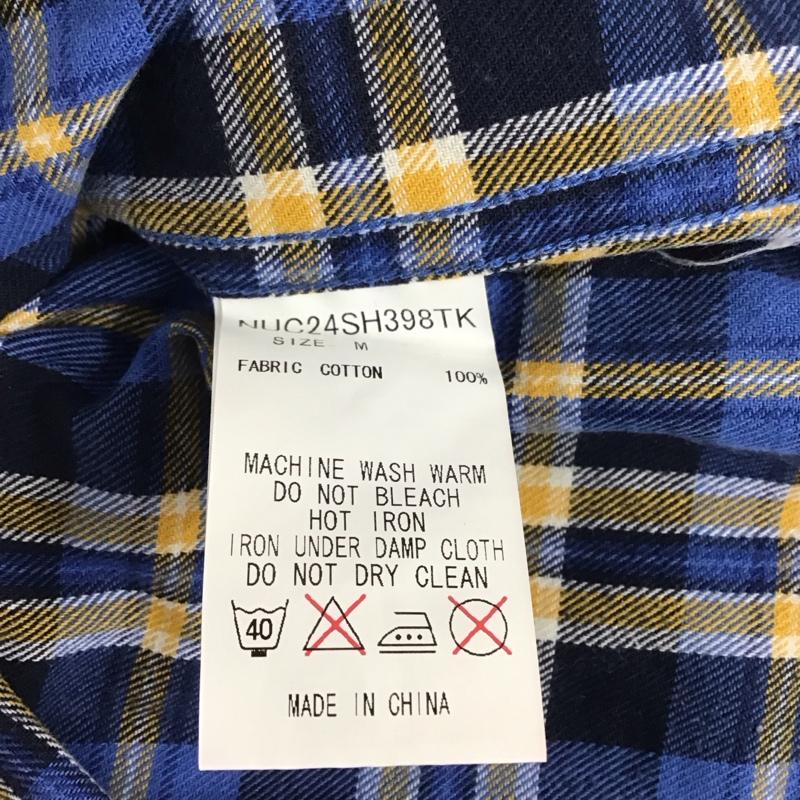 NUC24SH398TK
SIZE M
FABRIC COTTON 100%
MACHINE WASH WARM
DO NOT BLEACH
HOT IRON
IRON UNDER DAMP CLOTH
DO NOT DRY CLEAN
40
MADE IN CHINA